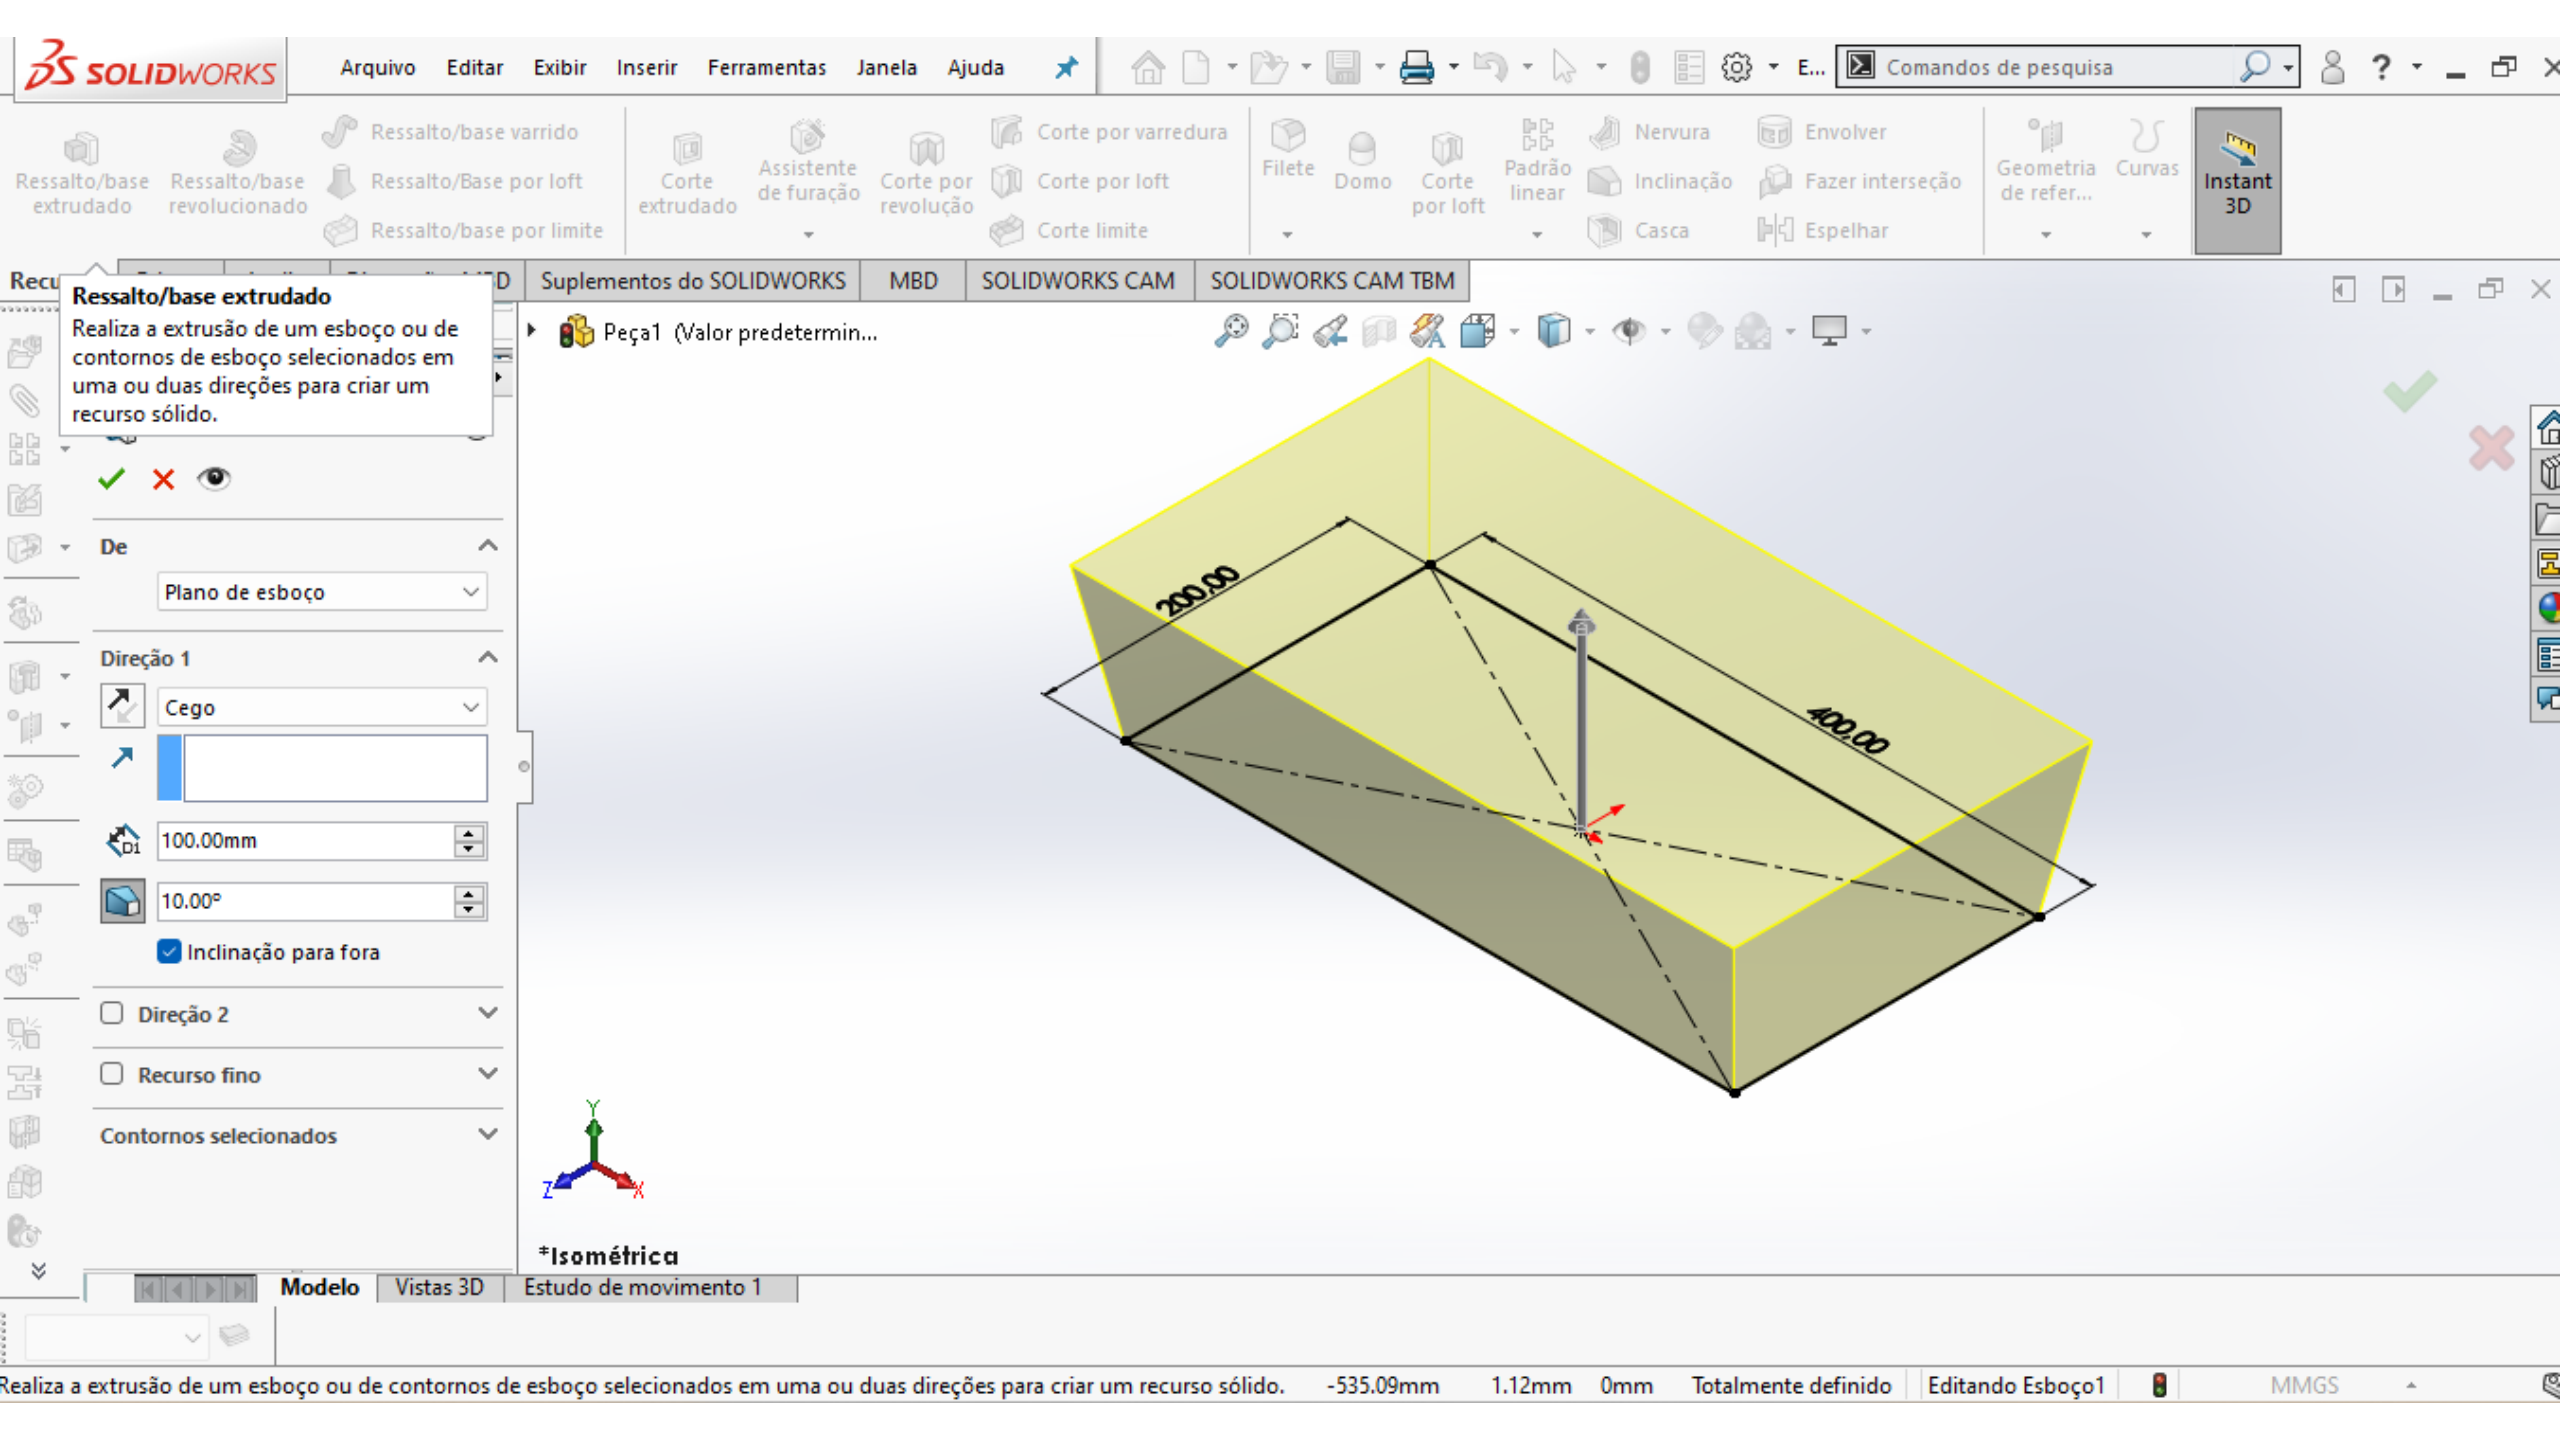 SOLIDWORKS
Arquivo Editar Exibir Inserir Ferramentas Janela Ajuda
E... Comandos de pesquisa
?
Ressalto/base extrudado
Ressalto/base revolucionado
Ressalto/base varrido
Ressalto/Base por loft
Ressalto/base por limite
Corte extrudado
Assistente de furação
Corte por revolução
Corte por varredura
Corte por loft
Corte limite
Filete
Domo
Corte por loft
Padrão linear
Nervura
Inclinação
Casca
Envolver
Fazer interseção
Espelhar
Geometria de refer...
Curvas
Instant 3D
Suplementos do SOLIDWORKS
MBD
SOLIDWORKS CAM
SOLIDWORKS CAM TBM
Ressalto/base extrudado
Realiza a extrusão de um esboço ou de
contornos de esboço selecionados em
uma ou duas direções para criar um
recurso sólido.
Peça1 (Valor predetermin...
De
Plano de esboço
Direção 1
Cego
D1 100.00mm
10.00º
Inclinação para fora
Direção 2
Recurso fino
Contornos selecionados
200,00
400,00
Y
Z
X
*Isométrica
Modelo Vistas 3D Estudo de movimento 1
Realiza a extrusão de um esboço ou de contornos de esboço selecionados em uma ou duas direções para criar um recurso sólido. -535.09mm 1.12mm 0mm Totalmente definido Editando Esboço1 MMGS